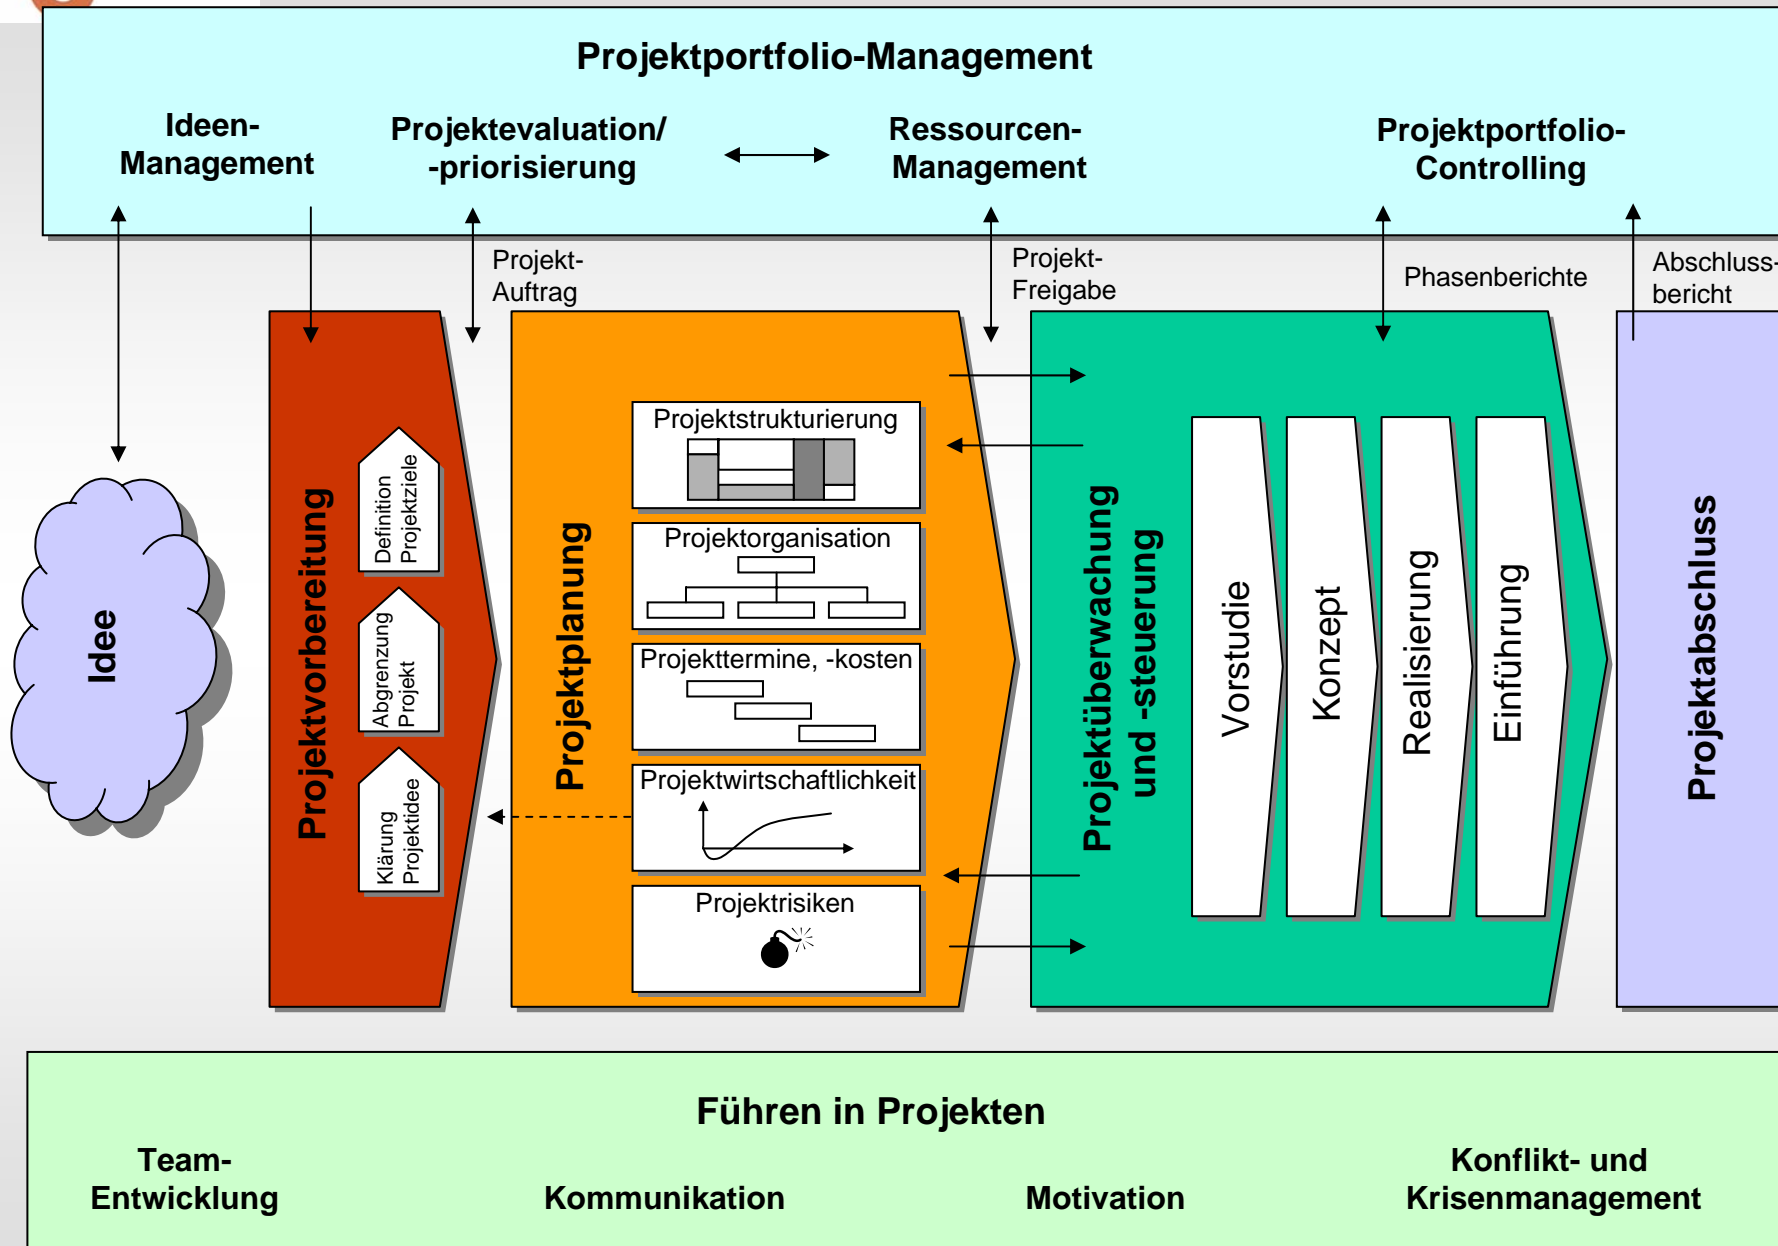 Projektportfolio-Management
Ideen-
Management
Projektevaluation/
-priorisierung
Ressourcen-
Management
Projektportfolio-
Controlling
Projekt-
Auftrag
Projekt-
Freigabe
Phasenberichte
Abschluss-
bericht
Idee
Projektvorbereitung
Definition
Projektziele
Abgrenzung
Projekt
Klärung
Projektidee
Projektplanung
Projektstrukturierung
Projektorganisation
Projekttermine, -kosten
Projektwirtschaftlichkeit
Projektrisiken
Projektüberwachung
und -steuerung
Vorstudie
Konzept
Realisierung
Einführung
Projektabschluss
Führen in Projekten
Team-
Entwicklung
Kommunikation
Motivation
Konflikt- und
Krisenmanagement